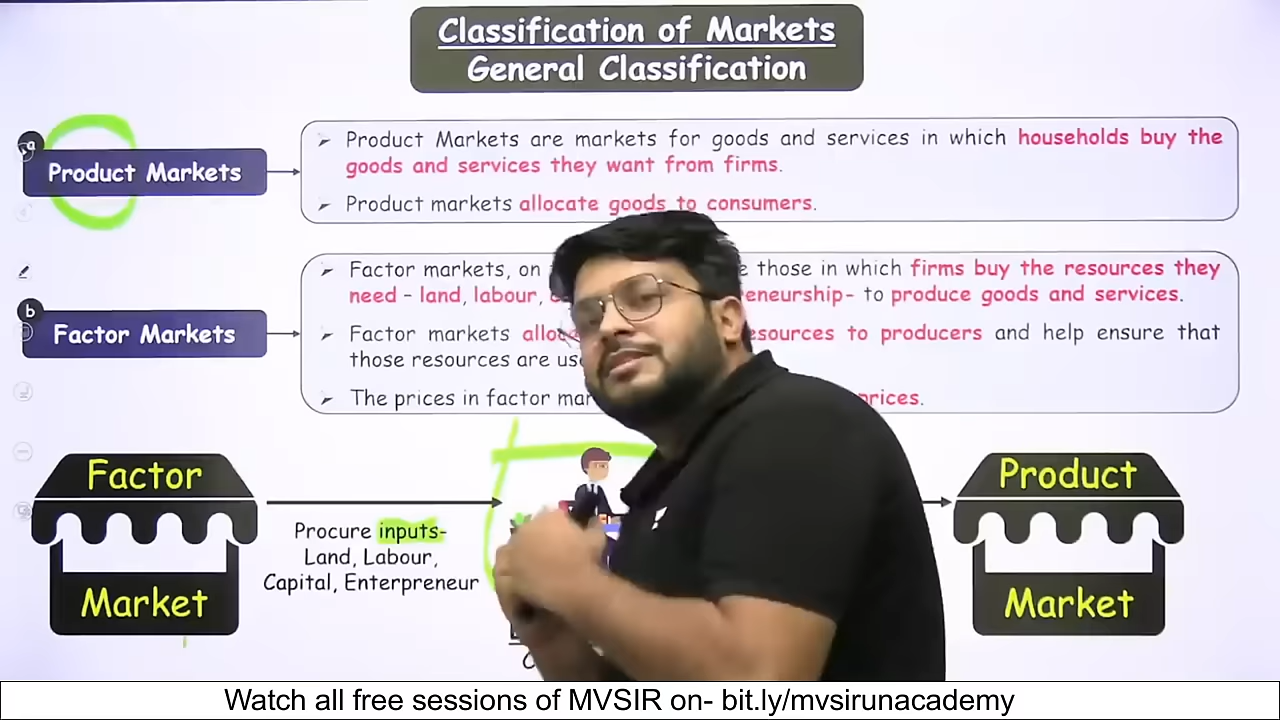 Classification of Markets
General Classification
a
Product Markets
➢ Product Markets are markets for goods and services in which households buy the
goods and services they want from firms.
➢ Product markets allocate goods to consumers.
b
Factor Markets
➢ Factor markets, on those in which firms buy the resources they
need - land, labour, - to produce goods and services.
➢ Factor markets resources to producers and help ensure that
those resources are
➢ The prices in factor prices.
Factor
Market
Procure inputs-
Land, Labour,
Capital, Enterpreneur
Product
Market
Watch all free sessions of MVSIR on- bit.ly/mvsirunacademy